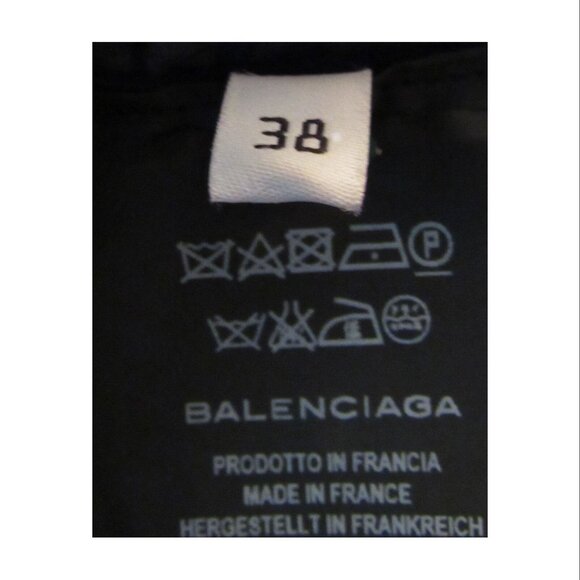 38
P
BALENCIAGA
PRODOTTO IN FRANCIA
MADE IN FRANCE
HERGESTELLT IN FRANKREICH